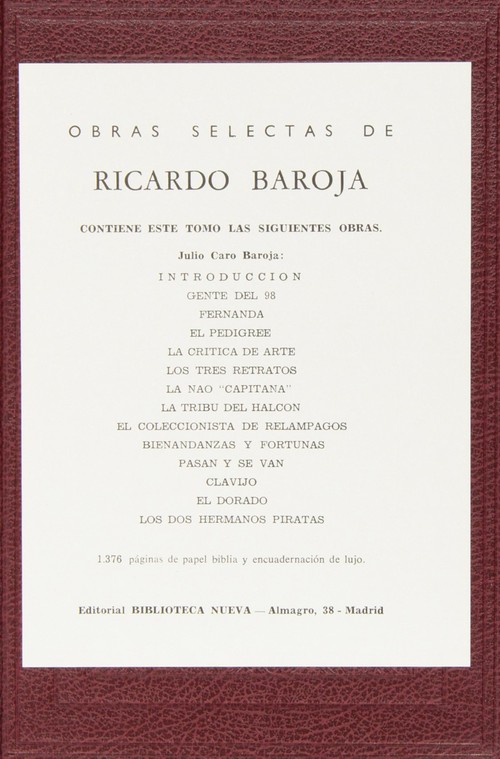 OBRAS SELECTAS DE
RICARDO BAROJA
CONTIENE ESTE TOMO LAS SIGUIENTES OBRAS.
Julio Caro Baroja:
INTRODUCCION
GENTE DEL 98
FERNANDA
EL PEDIGREE
LA CRITICA DE ARTE
LOS TRES RETRATOS
LA NAO "CAPITANA"
LA TRIBU DEL HALCON
EL COLECCIONISTA DE RELAMPAGOS
BIENANDANZAS Y FORTUNAS
PASAN Y SE VAN
CLAVIJO
EL DORADO
LOS DOS HERMANOS PIRATAS
1.376 páginas de papel biblia y encuadernación de lujo.
Editorial BIBLIOTECA NUEVA — Almagro, 38 - Madrid